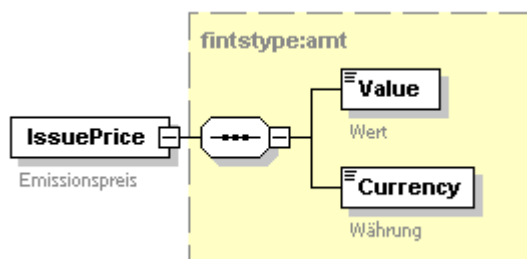 fintstype:amt
Value
Wert
IssuePrice
Emissionspreis
Currency
Währung